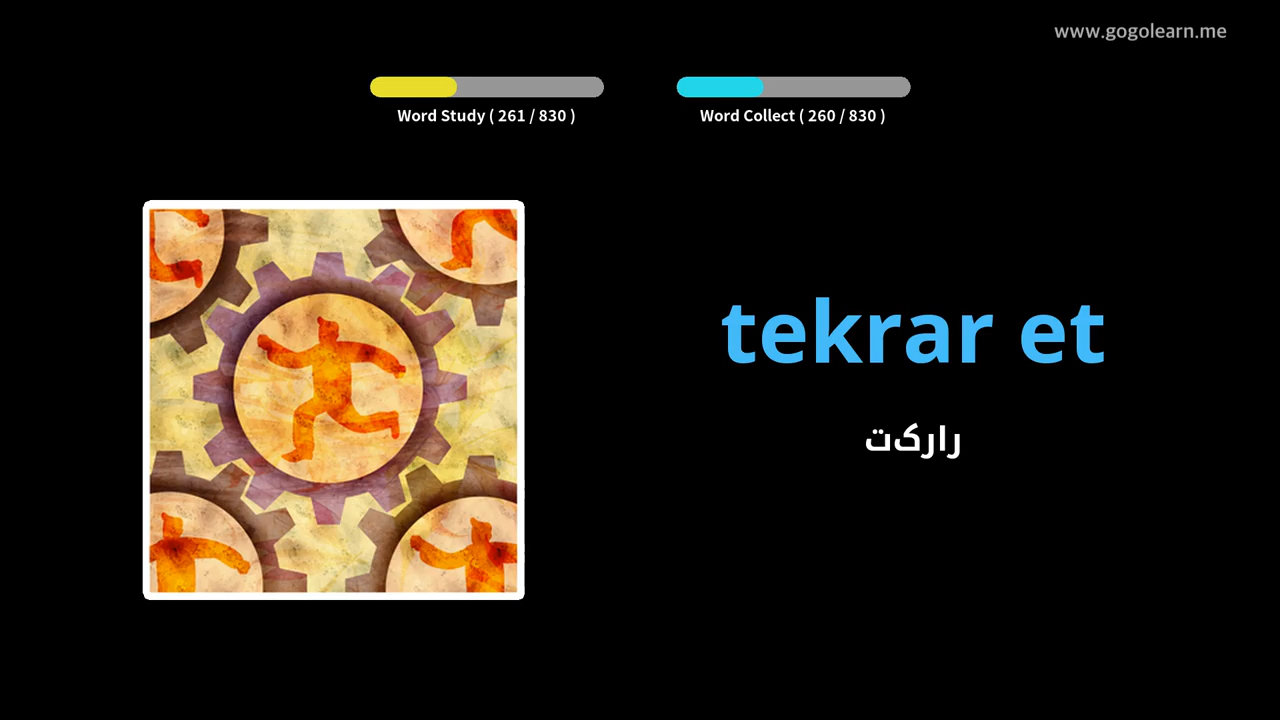 www.gogolearn.me
Word Study ( 261 / 830 )
Word Collect ( 260 / 830 )
tekrar et
رارکت